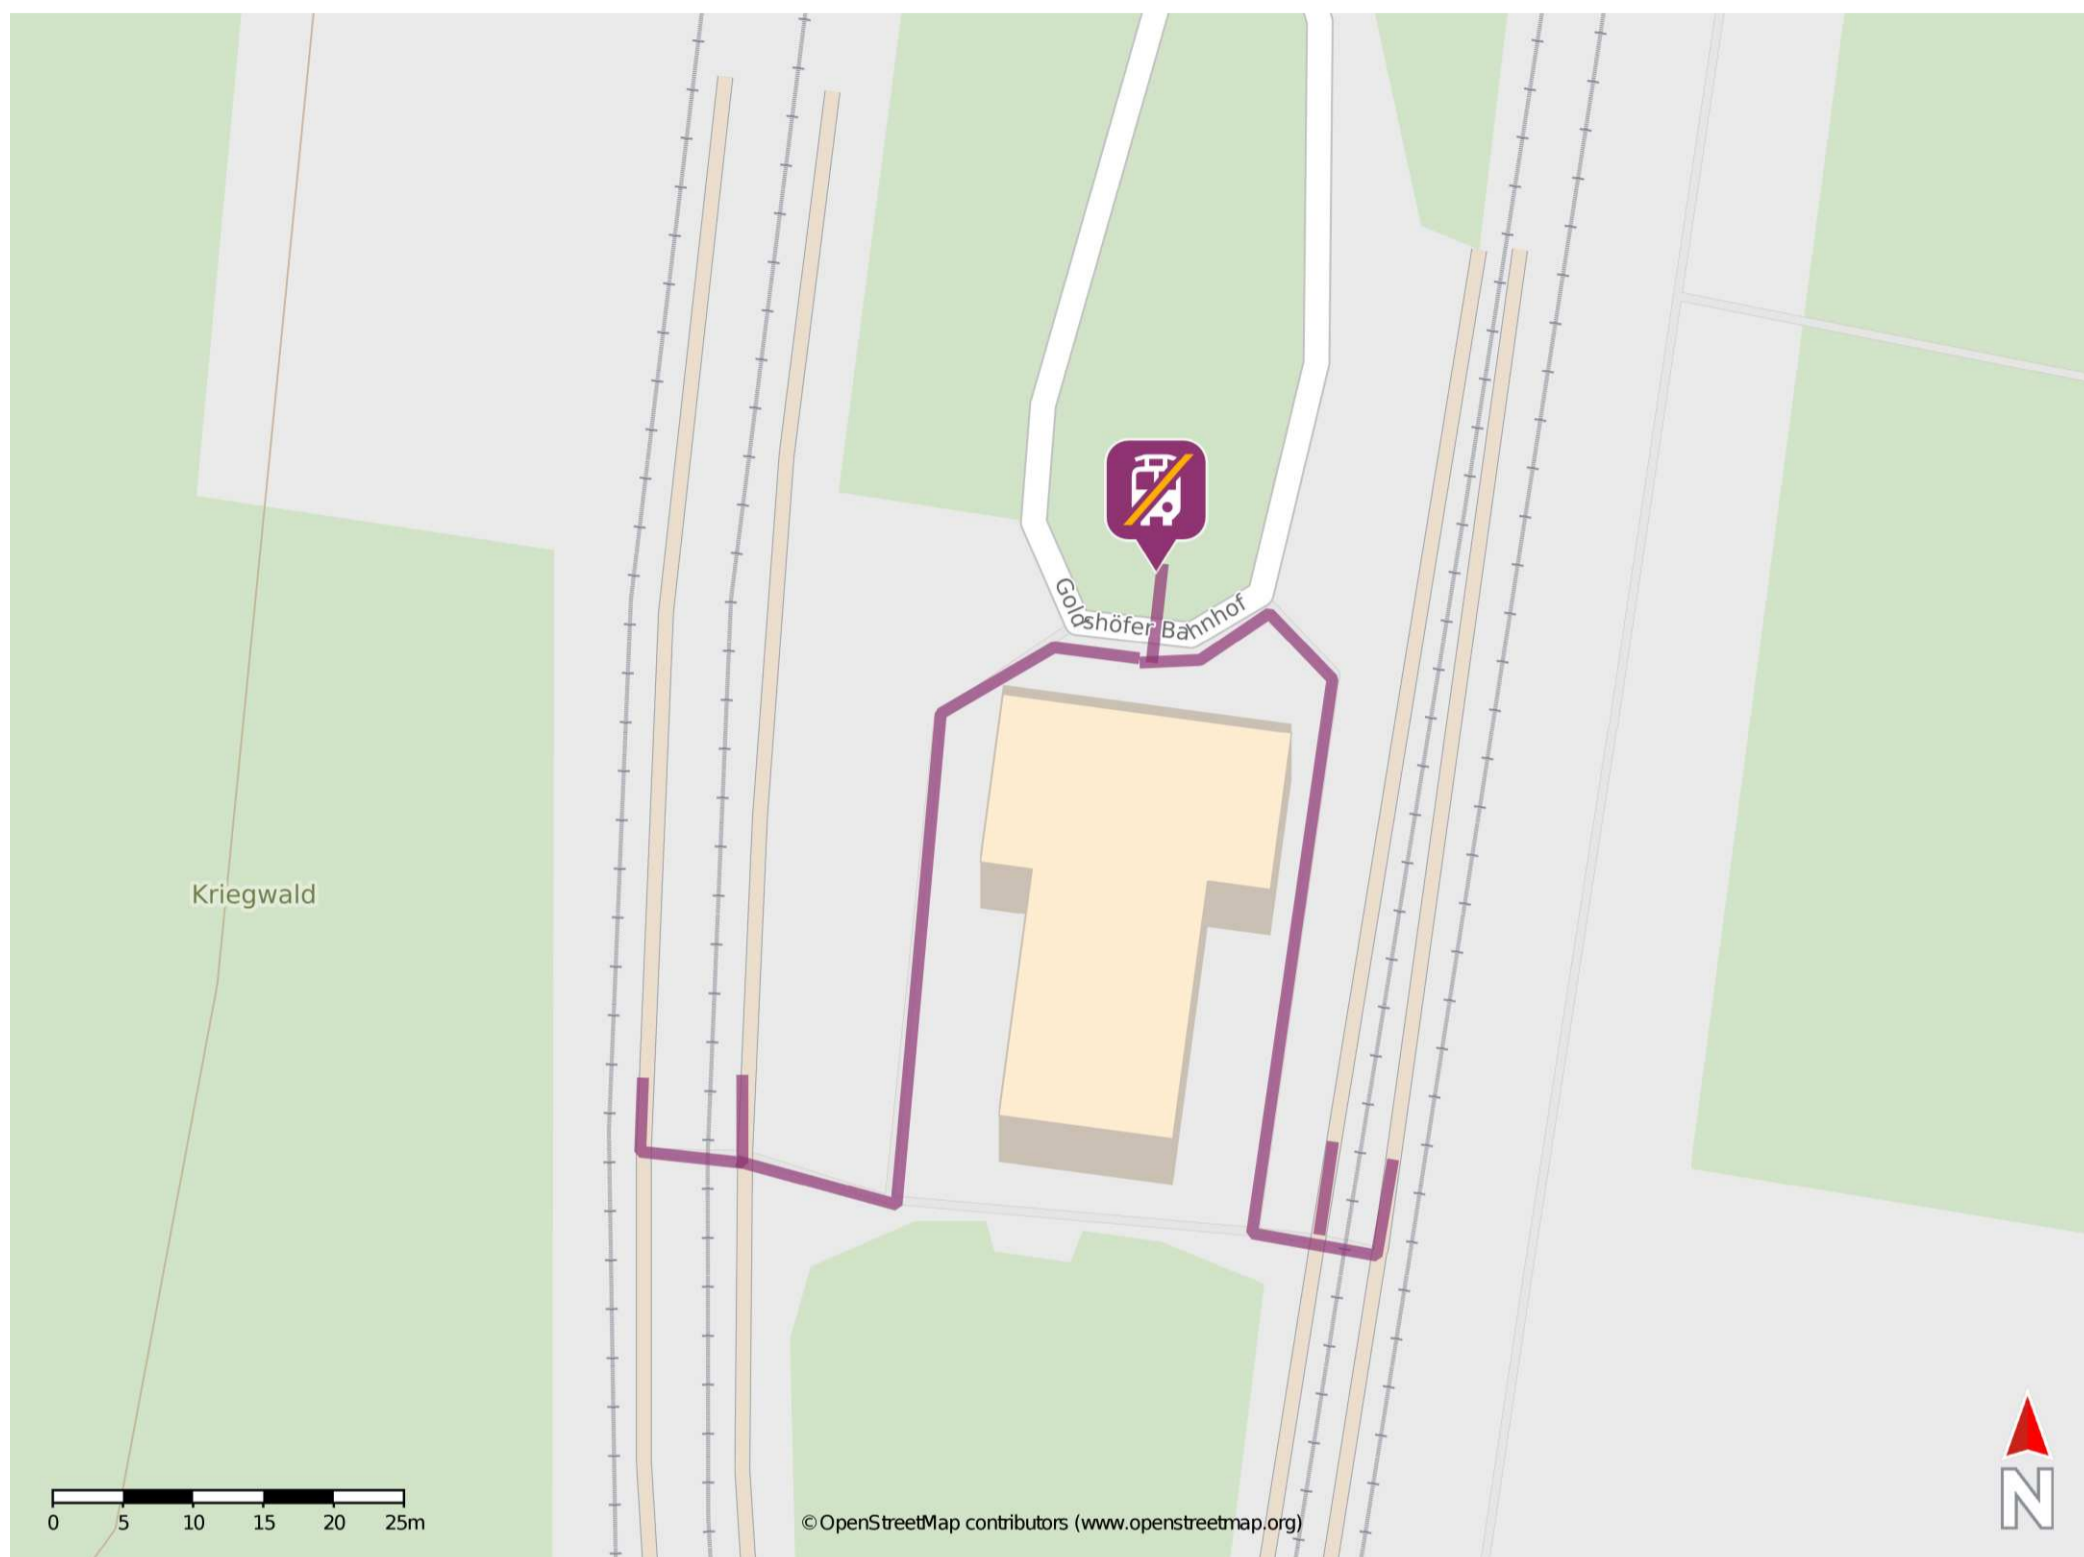 Goldshöfer Bahnhof
Kriegwald
0 5 10 15 20 25m
© OpenStreetMap contributors (www.openstreetmap.org)
N